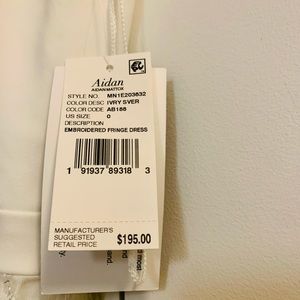 Aidan
AIDAN MATTOX
STYLE NO. MN1E203632
COLOR DESC IVRY SVER
COLOR CODE AB188
US SIZE 0
DESCRIPTION
EMBROIDERED FRINGE DRESS
1 91937 89318 3
MANUFACTURER'S
SUGGESTED
RETAIL PRICE $195.00